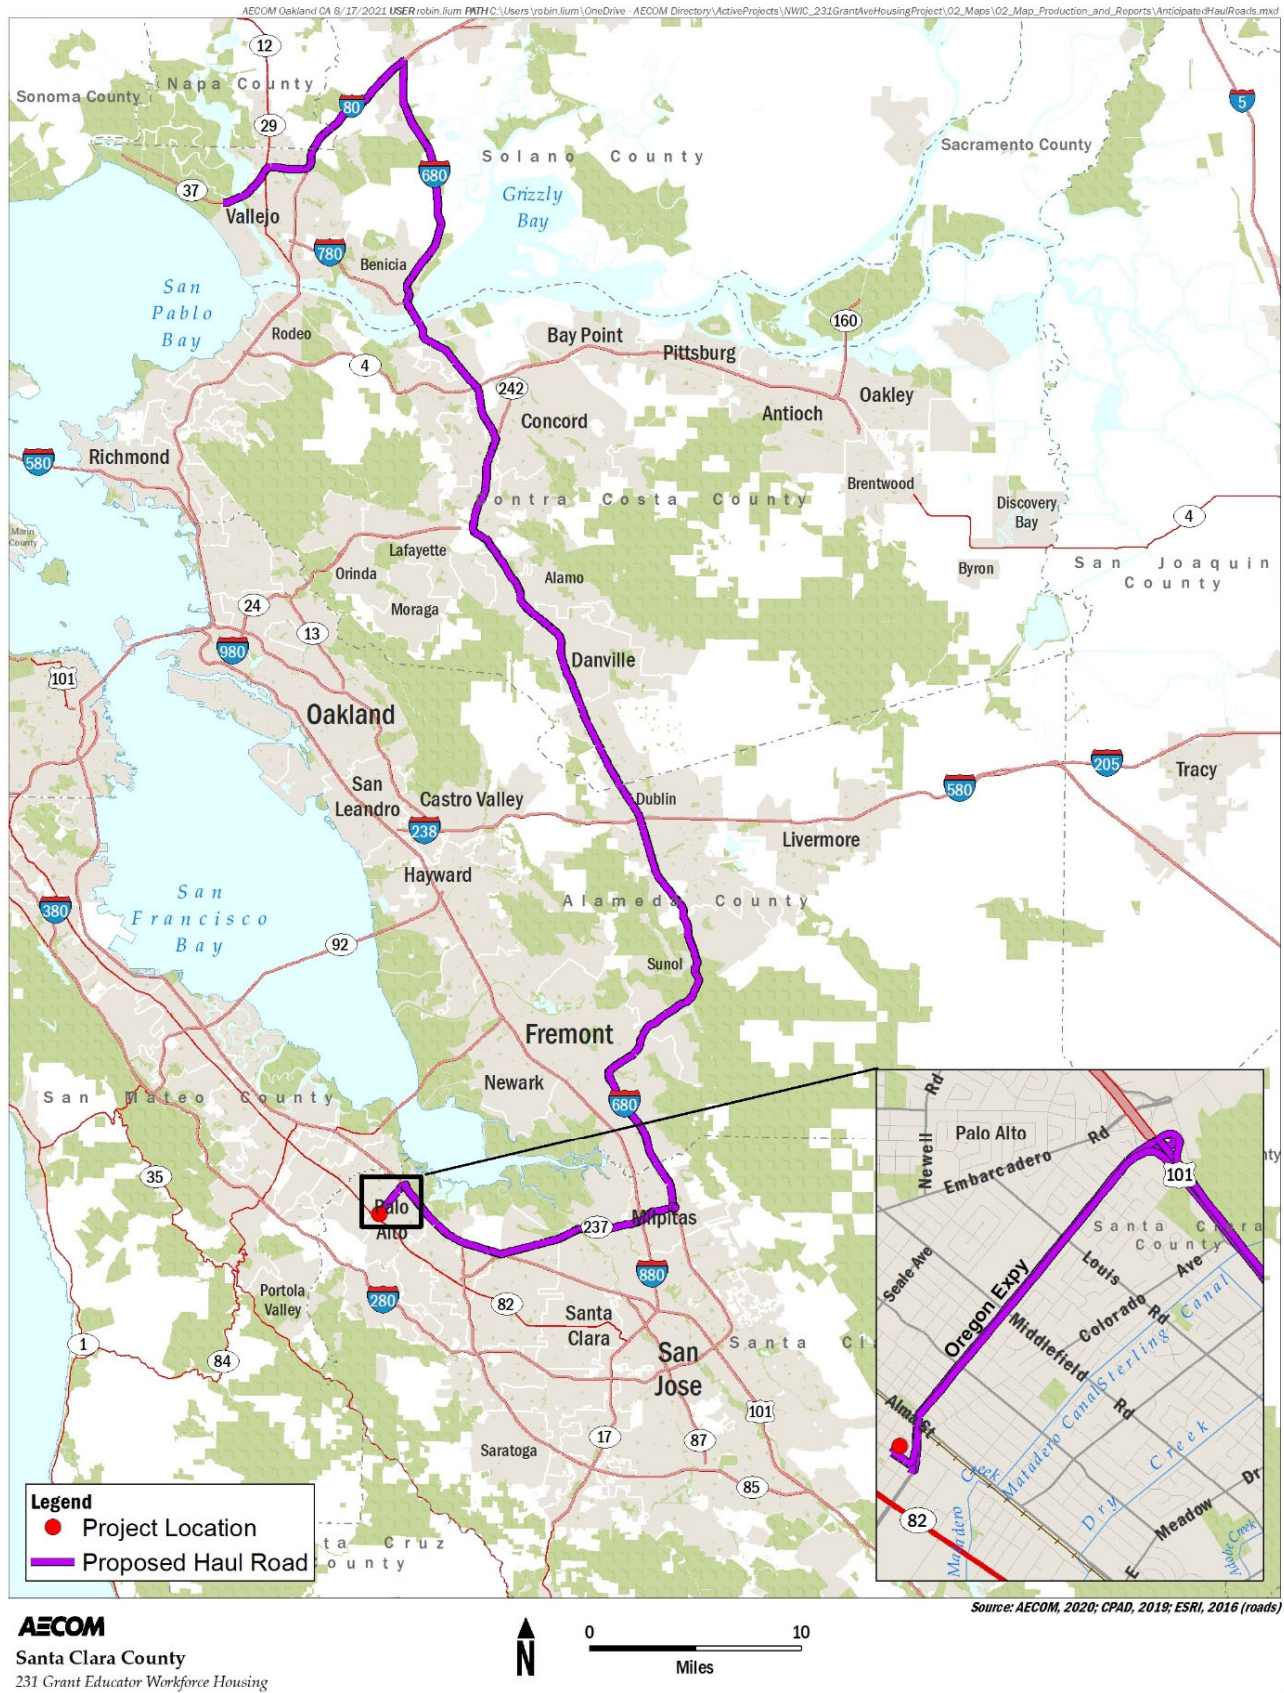 AECOM Oakland CA 8/17/2021 USER robin.lium PATH C:\Users\robin.lium\OneDrive - AECOM Directory\ActiveProjects\NWIC_231GrantAveHousingProject\02_Maps\02_Map_Production_and_Reports\AnticipatedHaulRoads.mxd
12
Napa County
Sonoma County
80
5
29
Sacramento County
Solano County
680
37
Grizzly
Bay
Vallejo
780
Benicia
San
Pablo
Bay
160
Rodeo
Bay Point
Pittsburg
4
242
Oakley
Antioch
Concord
Richmond
580
Brentwood
ontra Costa County
Discovery
Bay
4
Marin
County
Lafayette
Orinda
Alamo
Byron
San Joaquin
County
Moraga
24
13
980
Danville
101
Oakland
205
Tracy
San
Leandro
Castro Valley
Dublin
580
238
Livermore
Hayward
San
Francisco
Bay
380
Alameda County
92
Sunol
Fremont
Newark
680
San Mateo County
35
Palo
Alto
Milpitas
237
880
Portola
Valley
280
82
Santa
Clara
1
84
Santa Cl
San
Jose
101
17
87
Saratoga
85
ta Cruz
ounty
Rd
Newell
Palo Alto
Embarcadero
Rd
101
nty
Santa Clara
County
Seale Ave
Louis
Rd
Colorado
Ave
Oregon Expy
Middlefield
Rd
Matadero Canal
Sterling Canal
Alma St
Matadero
Creek
Dry Creek
Meadow
Dr
E
Adobe Creek
82
Legend
Project Location
Proposed Haul Road
Source: AECOM, 2020; CPAD, 2019; ESRI, 2016 (roads)
AECOM
Santa Clara County
231 Grant Educator Workforce Housing
N
0 10
Miles